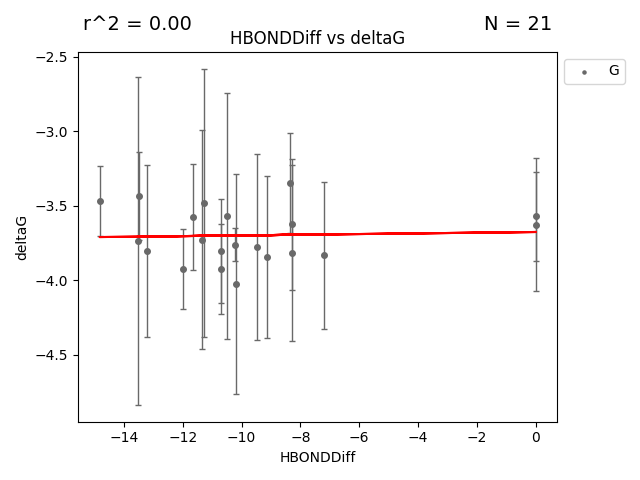 r^2 = 0.00
N = 21
HBONDDiff vs deltaG
G
−2.5
−3.0
−3.5
−4.0
−4.5
deltaG
−14
−12
−10
−8
−6
−4
−2
0
HBONDDiff